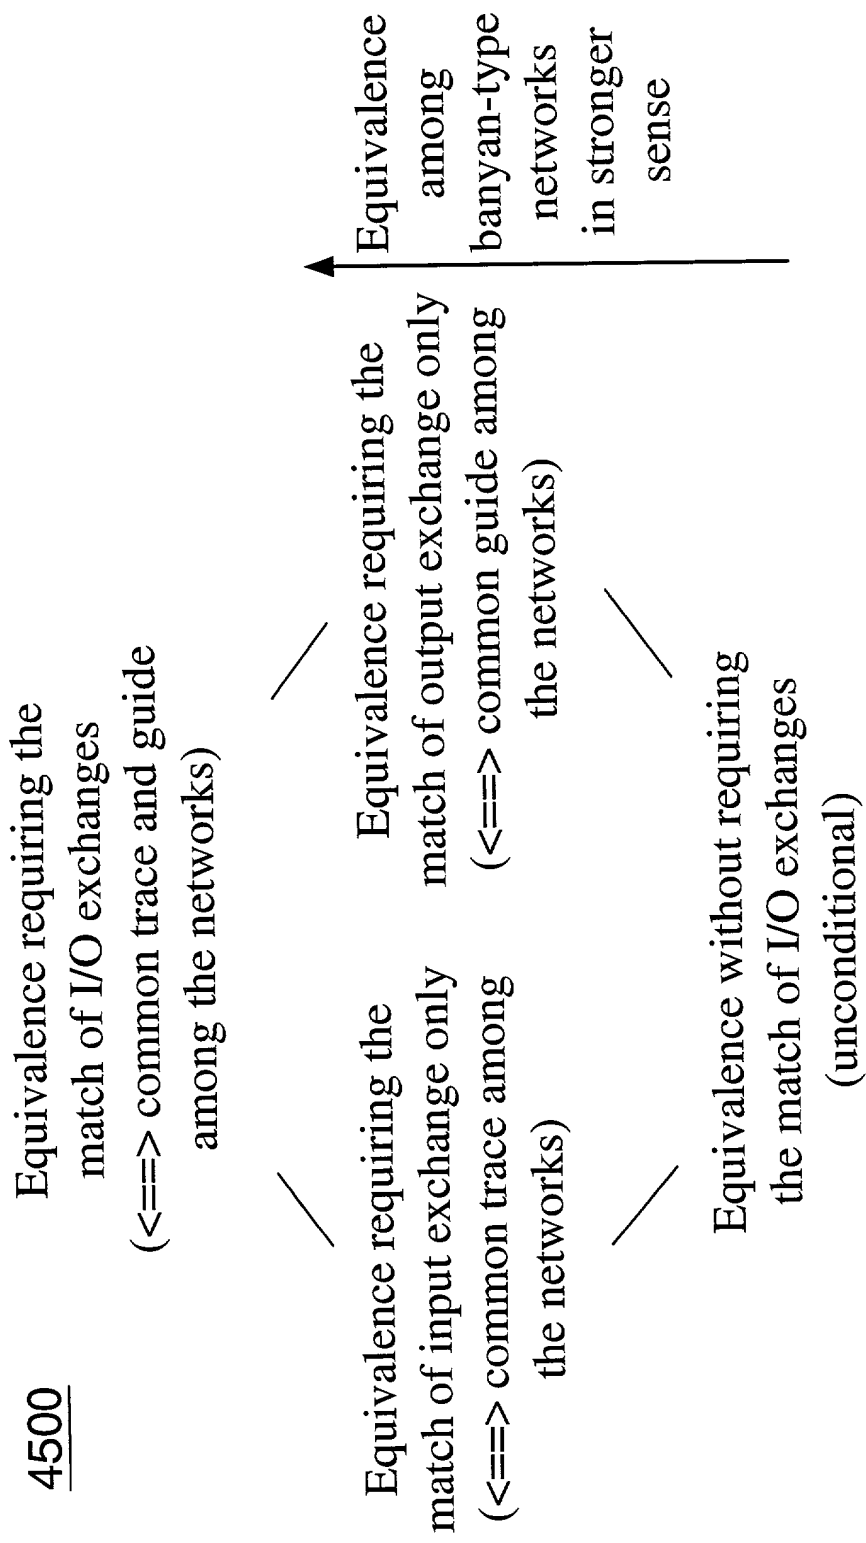 4500
Equivalence requiring the
match of I/O exchanges
(<==> common trace and guide
among the networks)
Equivalence requiring the
match of input exchange only
(<==> common trace among
the networks)
Equivalence requiring the
match of output exchange only
(<==> common guide among
the networks)
Equivalence
among
banyan-type
networks
in stronger
sense
Equivalence without requiring
the match of I/O exchanges
(unconditional)